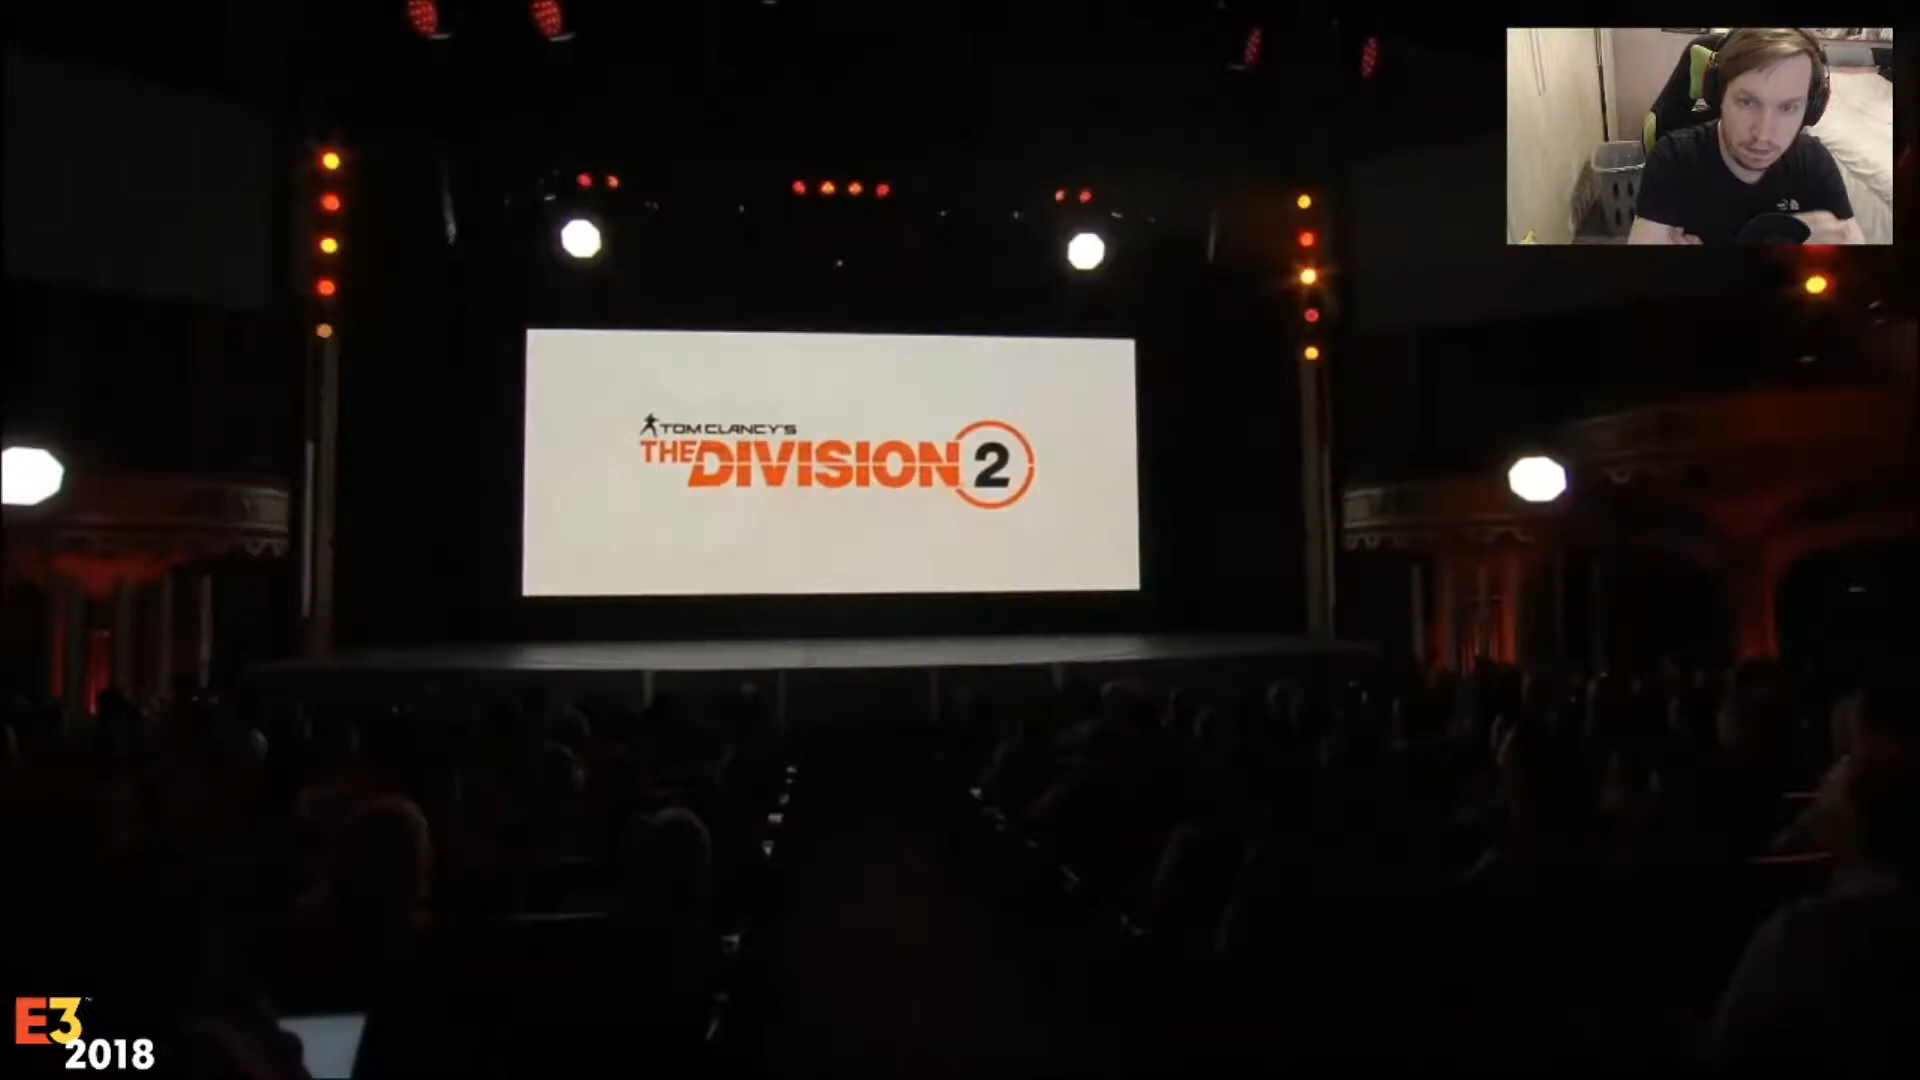 TOM CLANCY'S
THE DIVISION 2
E3
2018